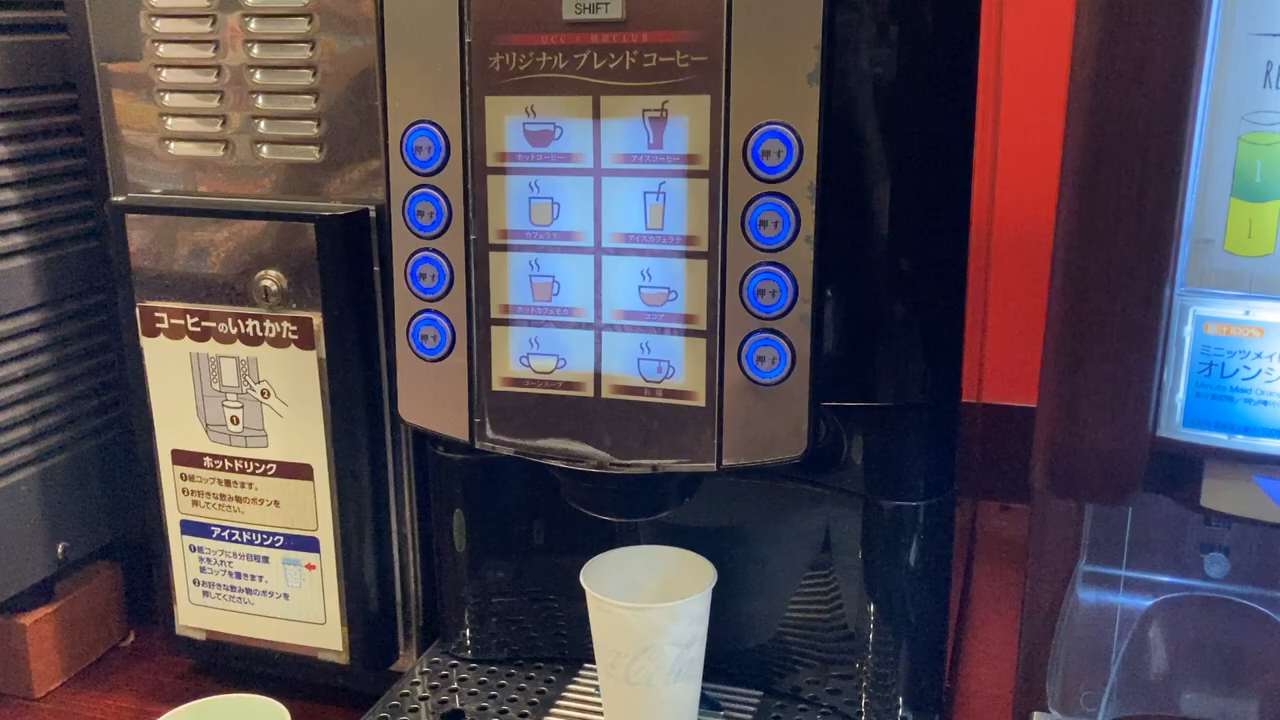 SHIFT
オリジナル ブレンド コーヒー
ホットコーヒー
アイスコーヒー
カフェラテ
アイスカフェラテ
ホットカフェモカ
ココア
コーンスープ
紅 茶
押す
押す
押す
押す
押す
押す
押す
押す
コーヒーのいれかた
❷
❶
ホットドリンク
❶紙コップを置きます。
❷お好きな飲み物のボタンを
押してください。
アイスドリンク
❶紙コップに8分目程度
氷を入れて
紙コップを置きます。
❷お好きな飲み物のボタンを
押してください。
Coca
1
1
果汁100%
ミニッツメイ
オレンジ
Minute Maid Oran